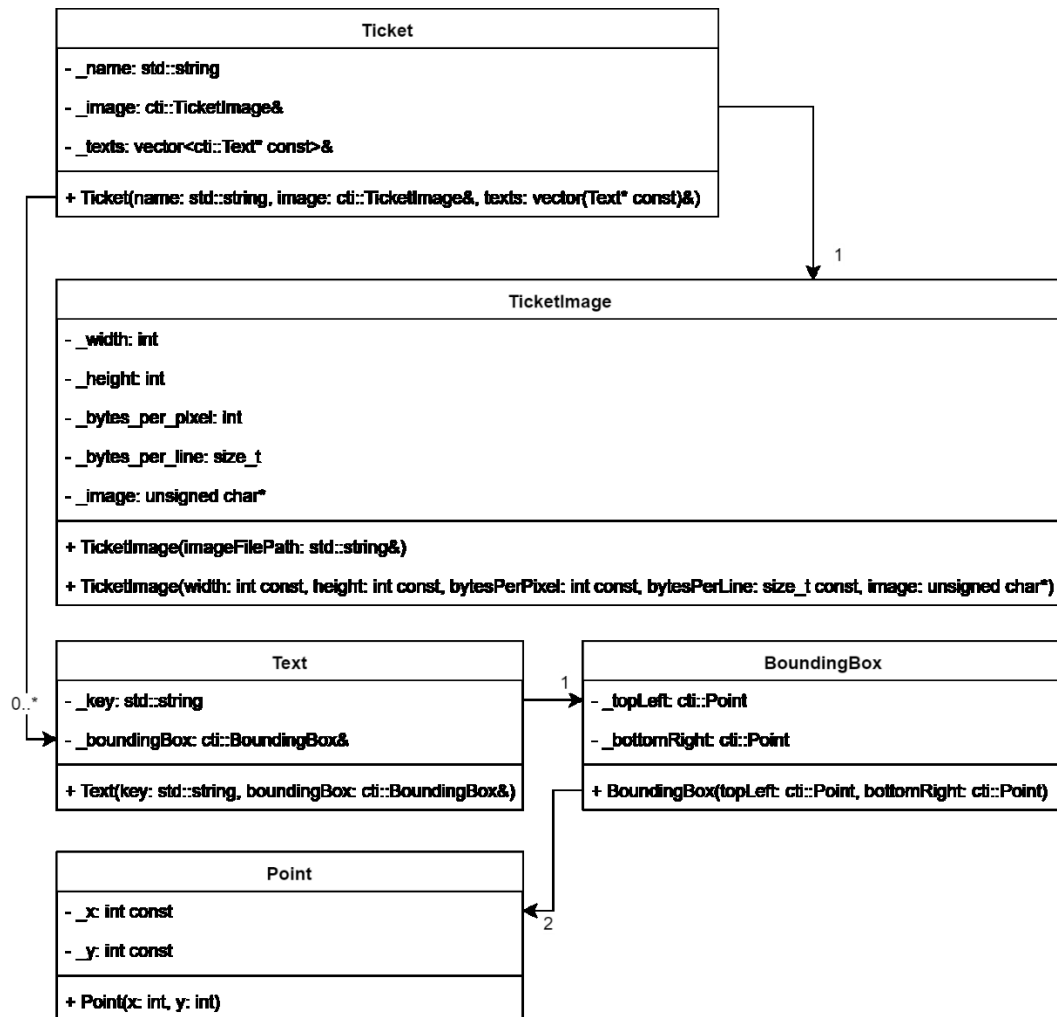 Ticket
- _name: std::string
- _image: cti::TicketImage&
- _texts: vector<cti::Text* const>&
+ Ticket(name: std::string, image: cti::TicketImage&, texts: vector(Text* const)&)
1
TicketImage
- _width: int
- _height: int
- _bytes_per_pixel: int
- _bytes_per_line: size_t
- _image: unsigned char*
+ TicketImage(imageFilePath: std::string&)
+ TicketImage(width: int const, height: int const, bytesPerPixel: int const, bytesPerLine: size_t const, image: unsigned char*)
Text
- _key: std::string
- _boundingBox: cti::BoundingBox&
+ Text(key: std::string, boundingBox: cti::BoundingBox&)
0..*
1
BoundingBox
- _topLeft: cti::Point
- _bottomRight: cti::Point
+ BoundingBox(topLeft: cti::Point, bottomRight: cti::Point)
2
Point
- _x: int const
- _y: int const
+ Point(x: int, y: int)